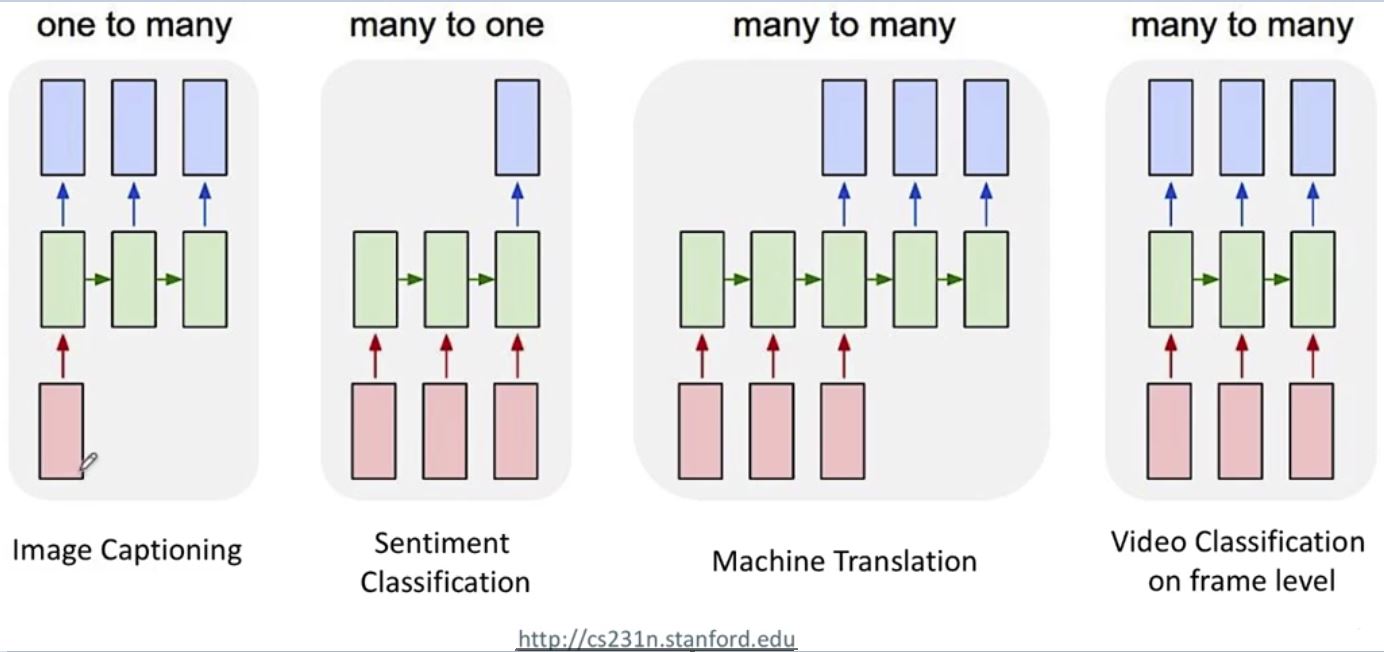 one to many
many to one
many to many
many to many
Image Captioning
Sentiment
Classification
Machine Translation
Video Classification
on frame level
http://cs231n.stanford.edu